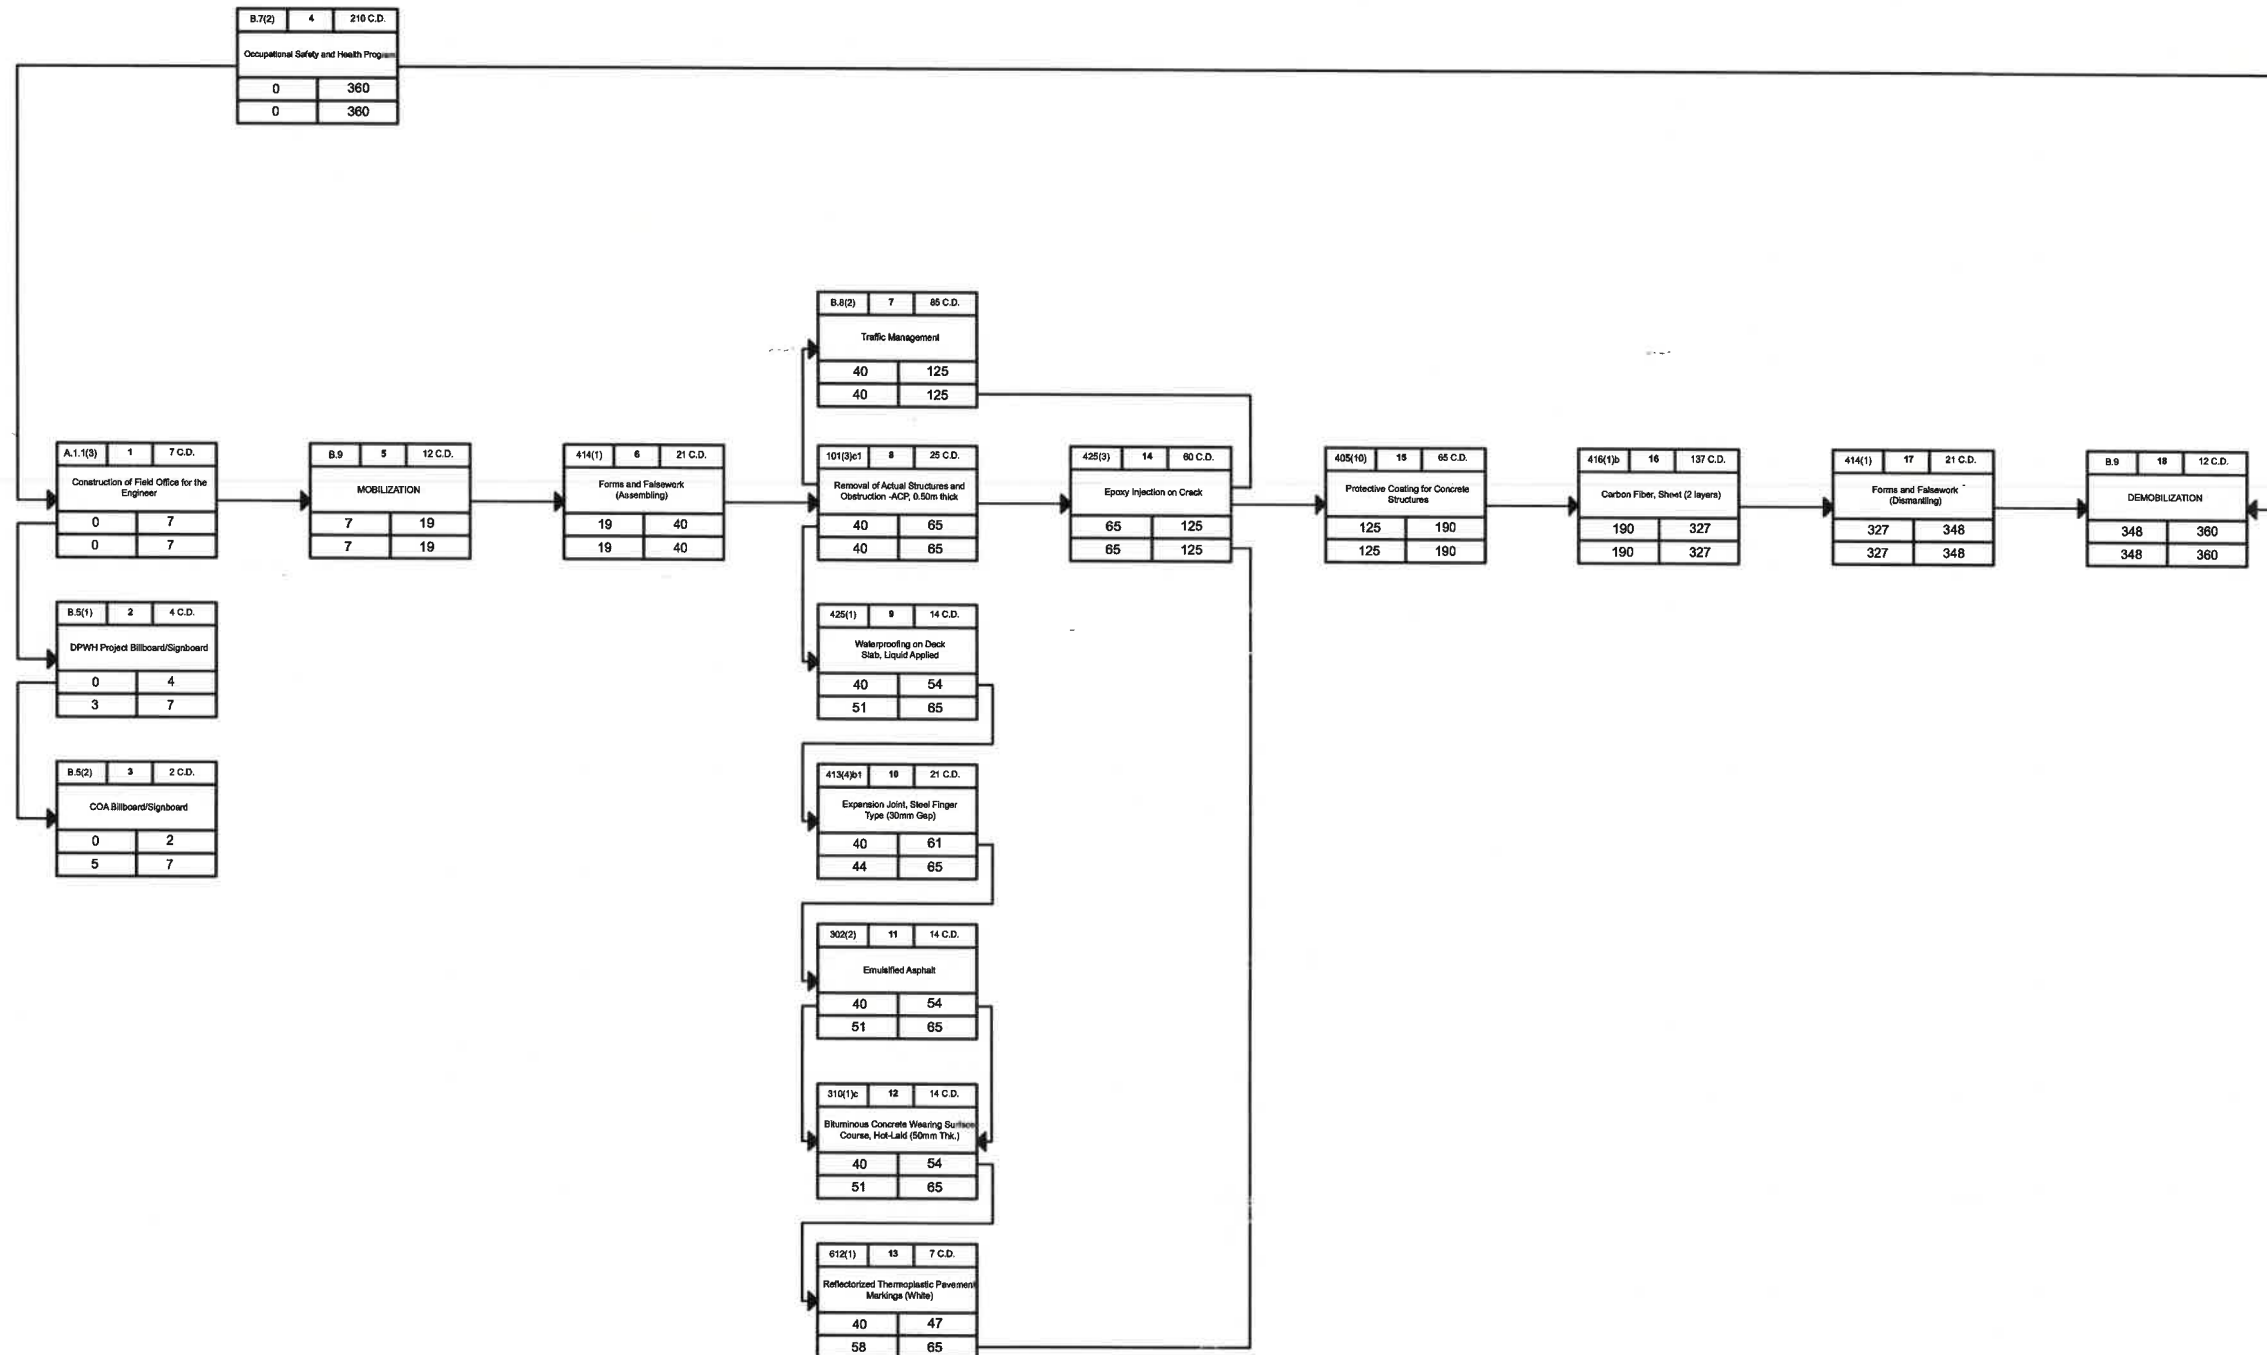 B.7(2) 4 210 C.D.
Occupational Safety and Health Program
0 360
0 360
B.8(2) 7 85 C.D.
Traffic Management
40 125
40 125
A.1.1(3) 1 7 C.D.
Construction of Field Office for the
Engineer
0 7
0 7
B.9 5 12 C.D.
MOBILIZATION
7 19
7 19
414(1) 6 21 C.D.
Forms and Falsework
(Assembling)
19 40
19 40
101(3)c1 8 25 C.D.
Removal of Actual Structures and
Obstruction -ACP, 0.50m thick
40 65
40 65
425(3) 14 60 C.D.
Epoxy Injection on Crack
65 125
65 125
405(10) 15 65 C.D.
Protective Coating for Concrete
Structures
125 190
125 190
416(1)b 16 137 C.D.
Carbon Fiber, Sheet (2 layers)
190 327
190 327
414(1) 17 21 C.D.
Forms and Falsework
(Dismantling)
327 348
327 348
B.9 18 12 C.D.
DEMOBILIZATION
348 360
348 360
B.5(1) 2 4 C.D.
DPWH Project Billboard/Signboard
0 4
3 7
425(1) 9 14 C.D.
Waterproofing on Deck
Slab, Liquid Applied
40 54
51 65
B.5(2) 3 2 C.D.
COA Billboard/Signboard
0 2
5 7
413(4)b1 10 21 C.D.
Expansion Joint, Steel Finger
Type (30mm Gap)
40 61
44 65
302(2) 11 14 C.D.
Emulsified Asphalt
40 54
51 65
310(1)c 12 14 C.D.
Bituminous Concrete Wearing Surface
Course, Hot-Laid (50mm Thk.)
40 54
51 65
612(1) 13 7 C.D.
Reflectorized Thermoplastic Pavement
Markings (White)
40 47
58 65